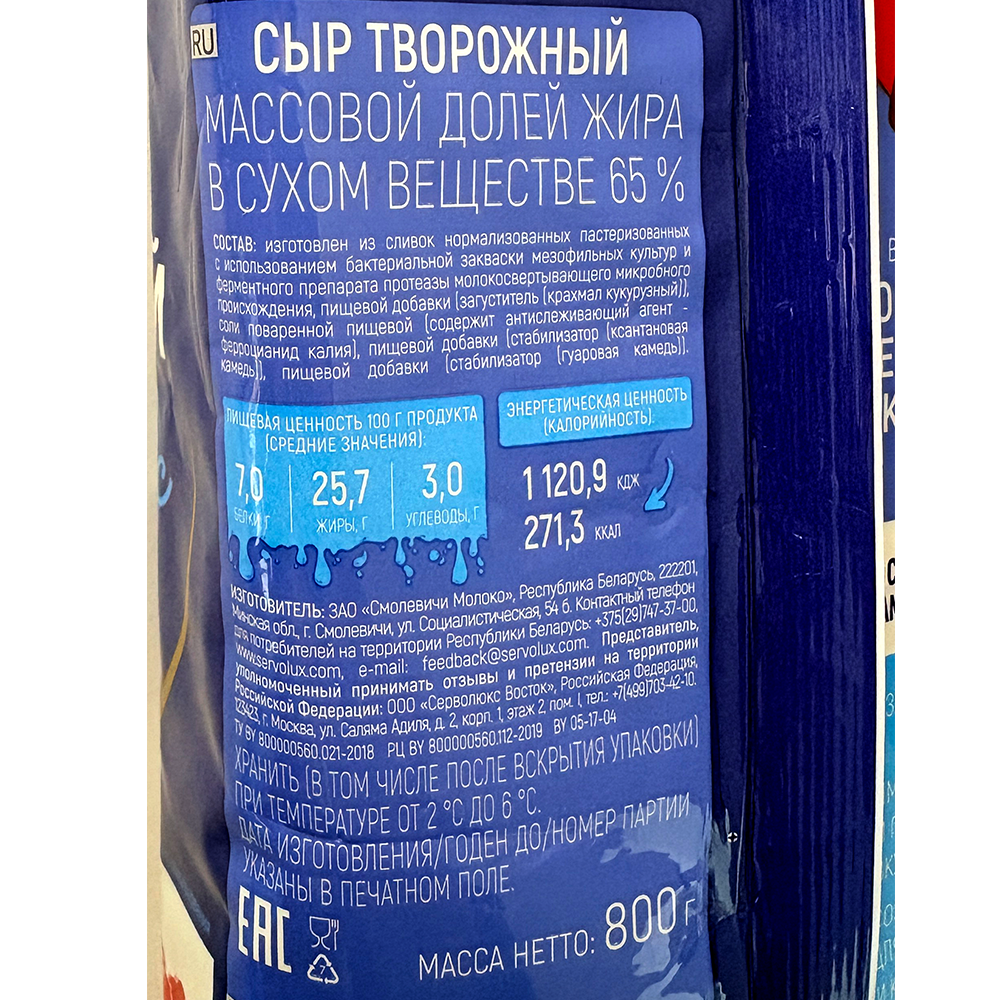 RU
СЫР ТВОРОЖНЫЙ
МАССОВОЙ ДОЛЕЙ ЖИРА
В СУХОМ ВЕЩЕСТВЕ 65 %
СОСТАВ: изготовлен из сливок нормализованных пастеризованных
с использованием бактериальной закваски мезофильных культур и
ферментного препарата протеазы молокосвертывающего микробного
происхождения, пищевой добавки (загуститель (крахмал кукурузный)),
соли поваренной пищевой (содержит антислеживающий агент -
ферроцианид калия), пищевой добавки (стабилизатор (ксантановая
камедь)), пищевой добавки (стабилизатор (гуаровая камедь)).
ПИЩЕВАЯ ЦЕННОСТЬ 100 Г ПРОДУКТА
(СРЕДНИЕ ЗНАЧЕНИЯ):
7,0 25,7 3,0
БЕЛКИ, Г ЖИРЫ, Г УГЛЕВОДЫ, Г
ЭНЕРГЕТИЧЕСКАЯ ЦЕННОСТЬ
(КАЛОРИЙНОСТЬ):
1 120,9 КДЖ
271,3 ККАЛ
ИЗГОТОВИТЕЛЬ: ЗАО «Смолевичи Молоко», Республика Беларусь, 222201,
Минская обл., г. Смолевичи, ул. Социалистическая, 54 б. Контактный телефон
для потребителей на территории Республики Беларусь: +375(29)747-37-00,
www.servolux.com, e-mail: feedback@servolux.com. Представитель,
уполномоченный принимать отзывы и претензии на территории
Российской Федерации: ООО «Серволюкс Восток», Российская Федерация,
123423, г. Москва, ул. Саляма Адиля, д. 2, корп. 1, этаж 2, пом. I, тел.: +7(499)703-42-10.
ТУ BY 800000560.021-2018 РЦ BY 800000560.112-2019 BY 05-17-04
ХРАНИТЬ (В ТОМ ЧИСЛЕ ПОСЛЕ ВСКРЫТИЯ УПАКОВКИ)
ПРИ ТЕМПЕРАТУРЕ ОТ 2 °C ДО 6 °C.
ДАТА ИЗГОТОВЛЕНИЯ/ГОДЕН ДО/НОМЕР ПАРТИИ
УКАЗАНЫ В ПЕЧАТНОМ ПОЛЕ.
EAC
7
МАССА НЕТТО: 800 г